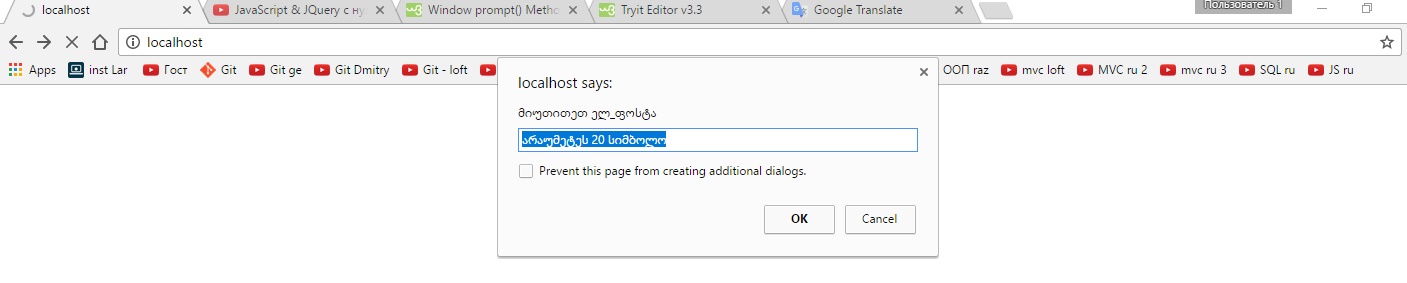 Пользователь 1
localhost
JavaScript & JQuery с ну
Window prompt() Metho
Tryit Editor v3.3
Google Translate
localhost
Apps
inst Lar
Гост
Git
Git ge
Git Dmitry
Git - loft
ООП raz
mvc loft
MVC ru 2
mvc ru 3
SQL ru
JS ru
localhost says:
მიუთითეთ ელ_ფოსტა
არაუმეტეს 20 სიმბოლო
Prevent this page from creating additional dialogs.
OK
Cancel